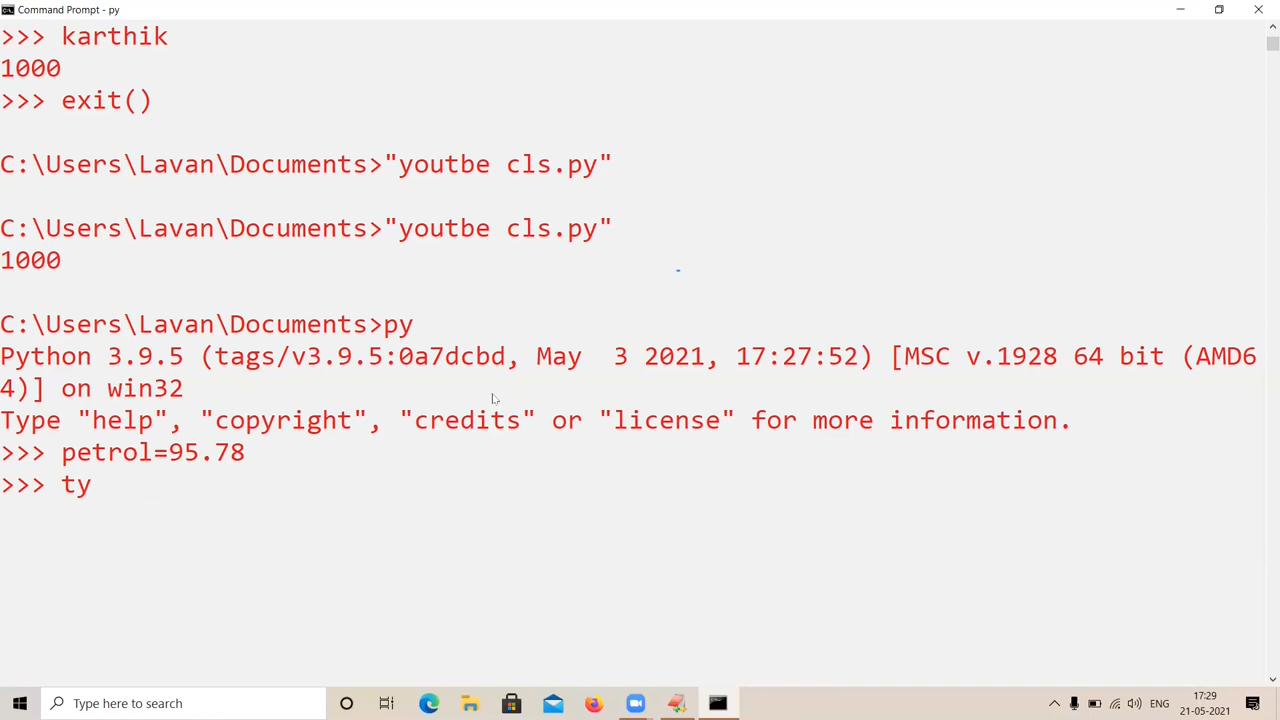 Command Prompt - py
>>> karthik
1000
>>> exit()
C:\Users\Lavan\Documents>"youtbe cls.py"
C:\Users\Lavan\Documents>"youtbe cls.py"
1000
C:\Users\Lavan\Documents>py
Python 3.9.5 (tags/v3.9.5:0a7dcbd, May  3 2021, 17:27:52) [MSC v.1928 64 bit (AMD6
4)] on win32
Type "help", "copyright", "credits" or "license" for more information.
>>> petrol=95.78
>>> ty
Type here to search
ENG
17:29
21-05-2021